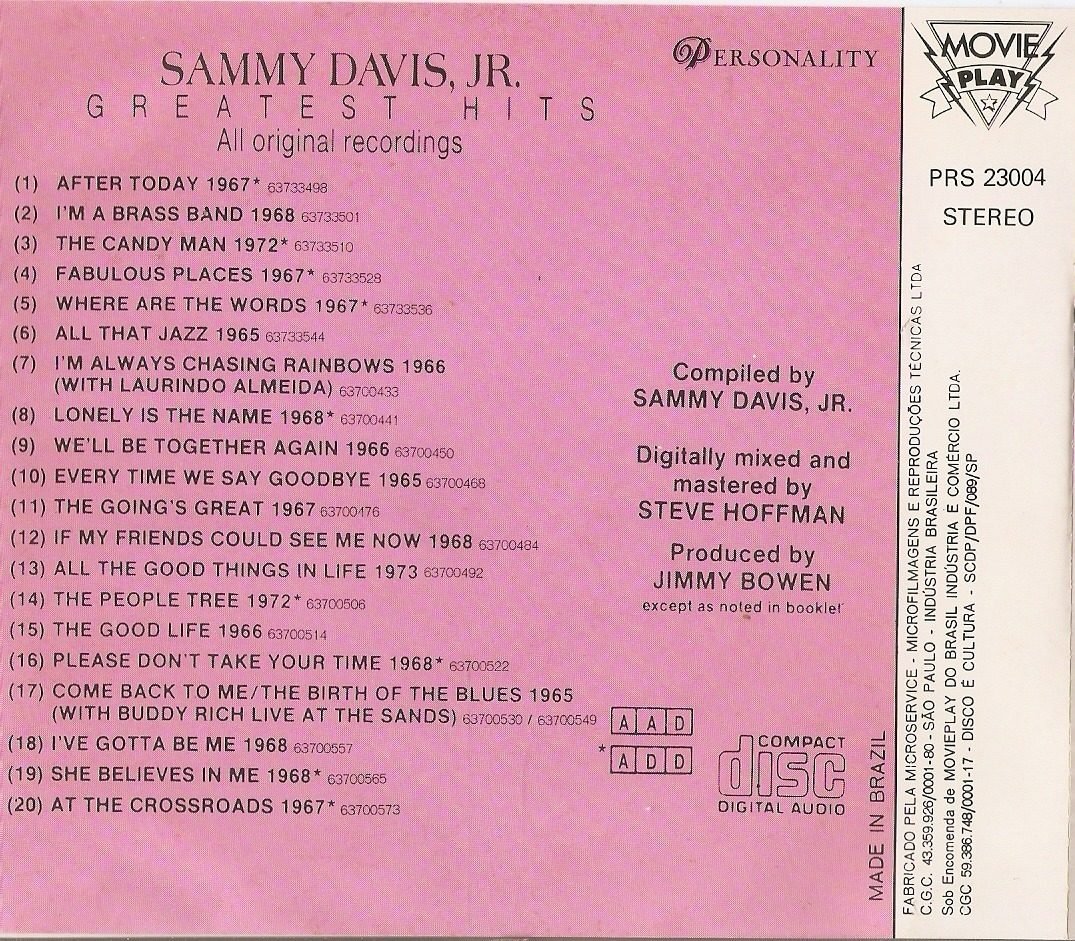 SAMMY DAVIS, JR.
GREATEST HITS
All original recordings
(1) AFTER TODAY 1967* 63733498
(2) I'M A BRASS BAND 1968 63733501
(3) THE CANDY MAN 1972* 63733510
(4) FABULOUS PLACES 1967* 63733528
(5) WHERE ARE THE WORDS 1967* 63733536
(6) ALL THAT JAZZ 1965 63733544
(7) I'M ALWAYS CHASING RAINBOWS 1966
(WITH LAURINDO ALMEIDA) 63700433
(8) LONELY IS THE NAME 1968* 63700441
(9) WE'LL BE TOGETHER AGAIN 1966 63700450
(10) EVERY TIME WE SAY GOODBYE 1965 63700468
(11) THE GOING'S GREAT 1967 63700476
(12) IF MY FRIENDS COULD SEE ME NOW 1968 63700484
(13) ALL THE GOOD THINGS IN LIFE 1973 63700492
(14) THE PEOPLE TREE 1972* 63700506
(15) THE GOOD LIFE 1966 63700514
(16) PLEASE DON'T TAKE YOUR TIME 1968* 63700522
(17) COME BACK TO ME/THE BIRTH OF THE BLUES 1965
(WITH BUDDY RICH LIVE AT THE SANDS) 63700530 / 63700549
(18) I'VE GOTTA BE ME 1968 63700557
(19) SHE BELIEVES IN ME 1968* 63700565
(20) AT THE CROSSROADS 1967* 63700573
PERSONALITY
Compiled by
SAMMY DAVIS, JR.
Digitally mixed and
mastered by
STEVE HOFFMAN
Produced by
JIMMY BOWEN
except as noted in booklet
A A D
* A D D
COMPACT
disc
DIGITAL AUDIO
MADE IN BRAZIL
MOVIE
PLAY
PRS 23004
STEREO
FABRICADO PELA MICROSERVICE - MICROFILMAGENS E REPRODUÇÕES TÉCNICAS LTDA
C.G.C. 43.359.926/0001-80 - SÃO PAULO - INDÚSTRIA BRASILEIRA
Sob Encomenda de MOVIEPLAY DO BRASIL INDÚSTRIA E COMÉRCIO LTDA.
CGC 59.386.748/0001-17 - DISCO É CULTURA - SCDP/DPF/089/SP